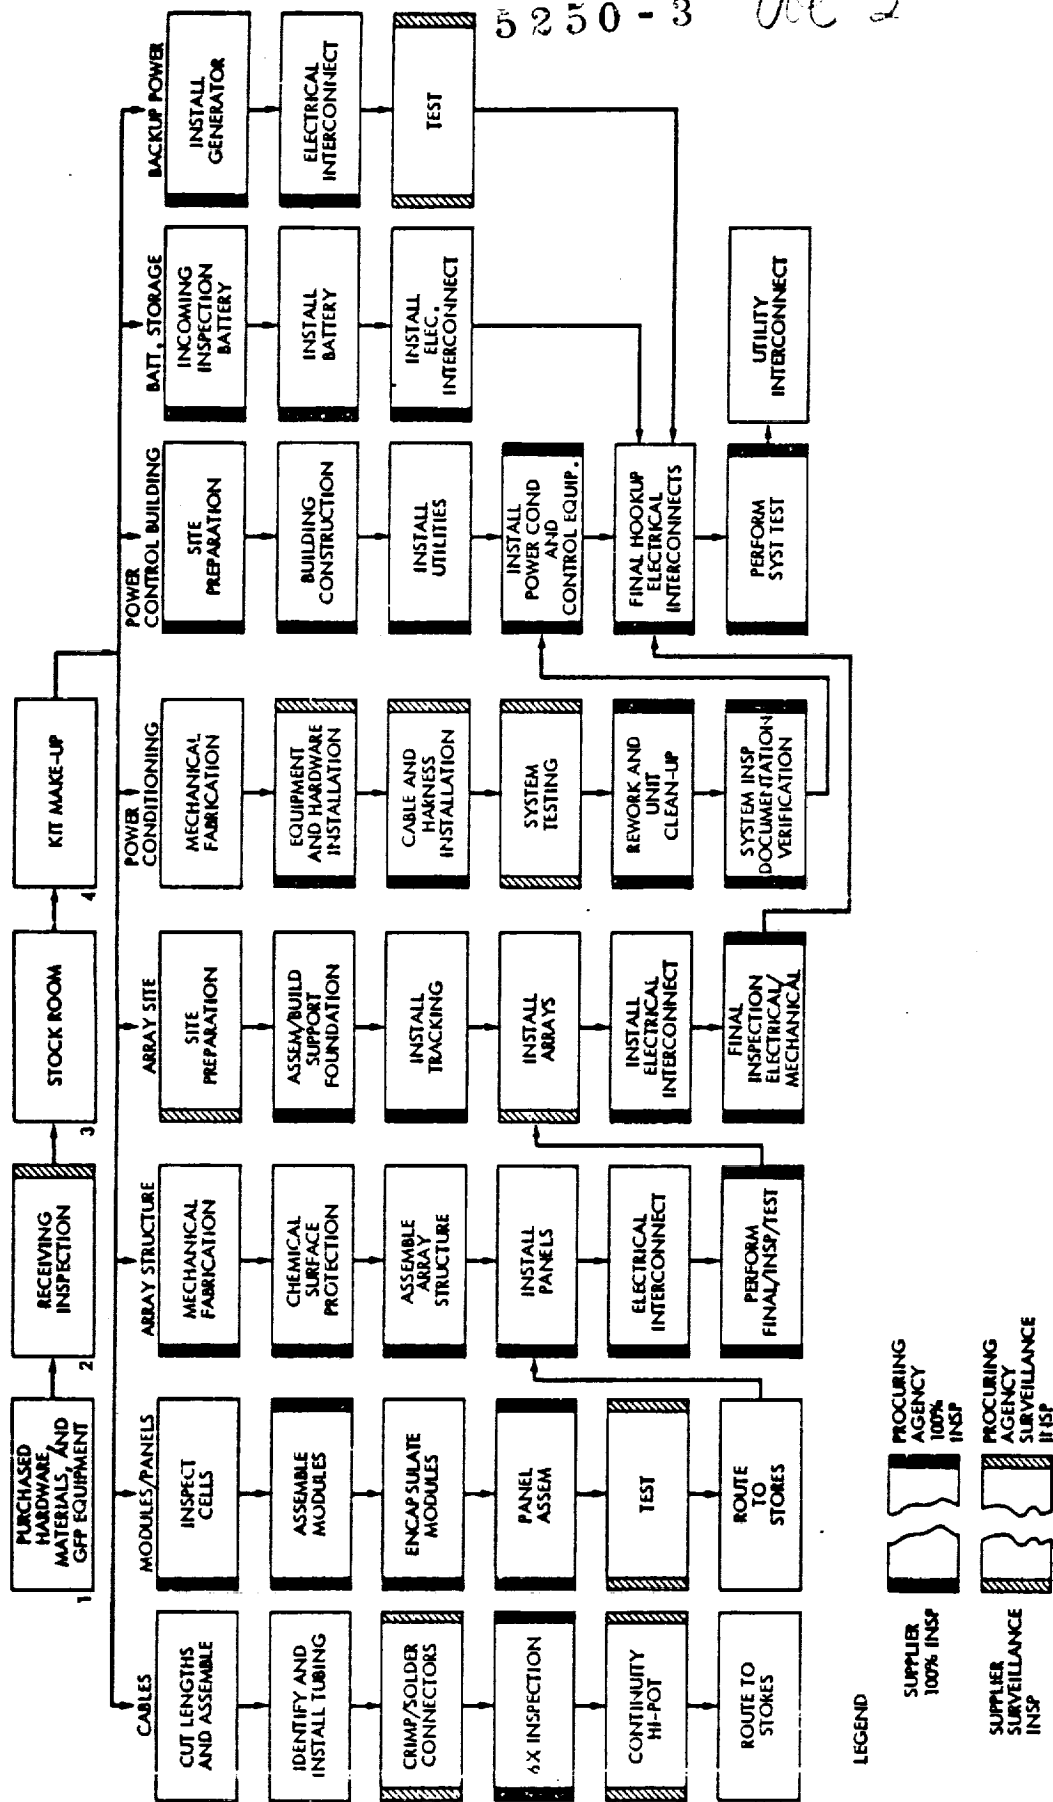 5250-3
PURCHASED
HARDWARE,
MATERIALS, AND
GFP EQUIPMENT
1
RECEIVING
INSPECTION
2
STOCK ROOM
3
KIT MAKE-UP
4
CABLES
CUT LENGTHS
AND ASSEMBLE
IDENTIFY AND
INSTALL TUBING
CRIMP/SOLDER
CONNECTORS
6X INSPECTION
CONTINUITY
HI-POT
ROUTE TO
STORES
MODULES/PANELS
INSPECT
CELLS
ASSEMBLE
MODULES
ENCAPSULATE
MODULES
PANEL
ASSEM
TEST
ROUTE
TO
STORES
ARRAY STRUCTURE
MECHANICAL
FABRICATION
CHEMICAL
SURFACE
PROTECTION
ASSEMBLE
ARRAY
STRUCTURE
INSTALL
PANELS
ELECTRICAL
INTERCONNECT
PERFORM
FINAL/INSP/TEST
ARRAY SITE
SITE
PREPARATION
ASSEM/BUILD
SUPPORT
FOUNDATION
INSTALL
TRACKING
INSTALL
ARRAYS
INSTALL
ELECTRICAL
INTERCONNECT
FINAL
INSPECTION
ELECTRICAL/
MECHANICAL
POWER
CONDITIONING
MECHANICAL
FABRICATION
EQUIPMENT
AND HARDWARE
INSTALLATION
CABLE AND
HARNESS
INSTALLATION
SYSTEM
TESTING
REWORK AND
UNIT
CLEAN-UP
SYSTEM INSP
DOCUMENTATION
VERIFICATION
POWER
CONTROL BUILDING
SITE
PREPARATION
BUILDING
CONSTRUCTION
INSTALL
UTILITIES
INSTALL
POWER COND
AND
CONTROL EQUIP.
FINAL HOOKUP
ELECTRICAL
INTERCONNECTS
PERFORM
SYST TEST
BATT, STORAGE
INCOMING
INSPECTION
BATTERY
INSTALL
BATTERY
INSTALL
ELEC.
INTERCONNECT
UTILITY
INTERCONNECT
BACKUP POWER
INSTALL
GENERATOR
ELECTRICAL
INTERCONNECT
TEST
LEGEND
SUPPLIER
100% INSP
PROCURING
AGENCY
100%
INSP
SUPPLIER
SURVEILLANCE
INSP
PROCURING
AGENCY
SURVEILLANCE
INSP